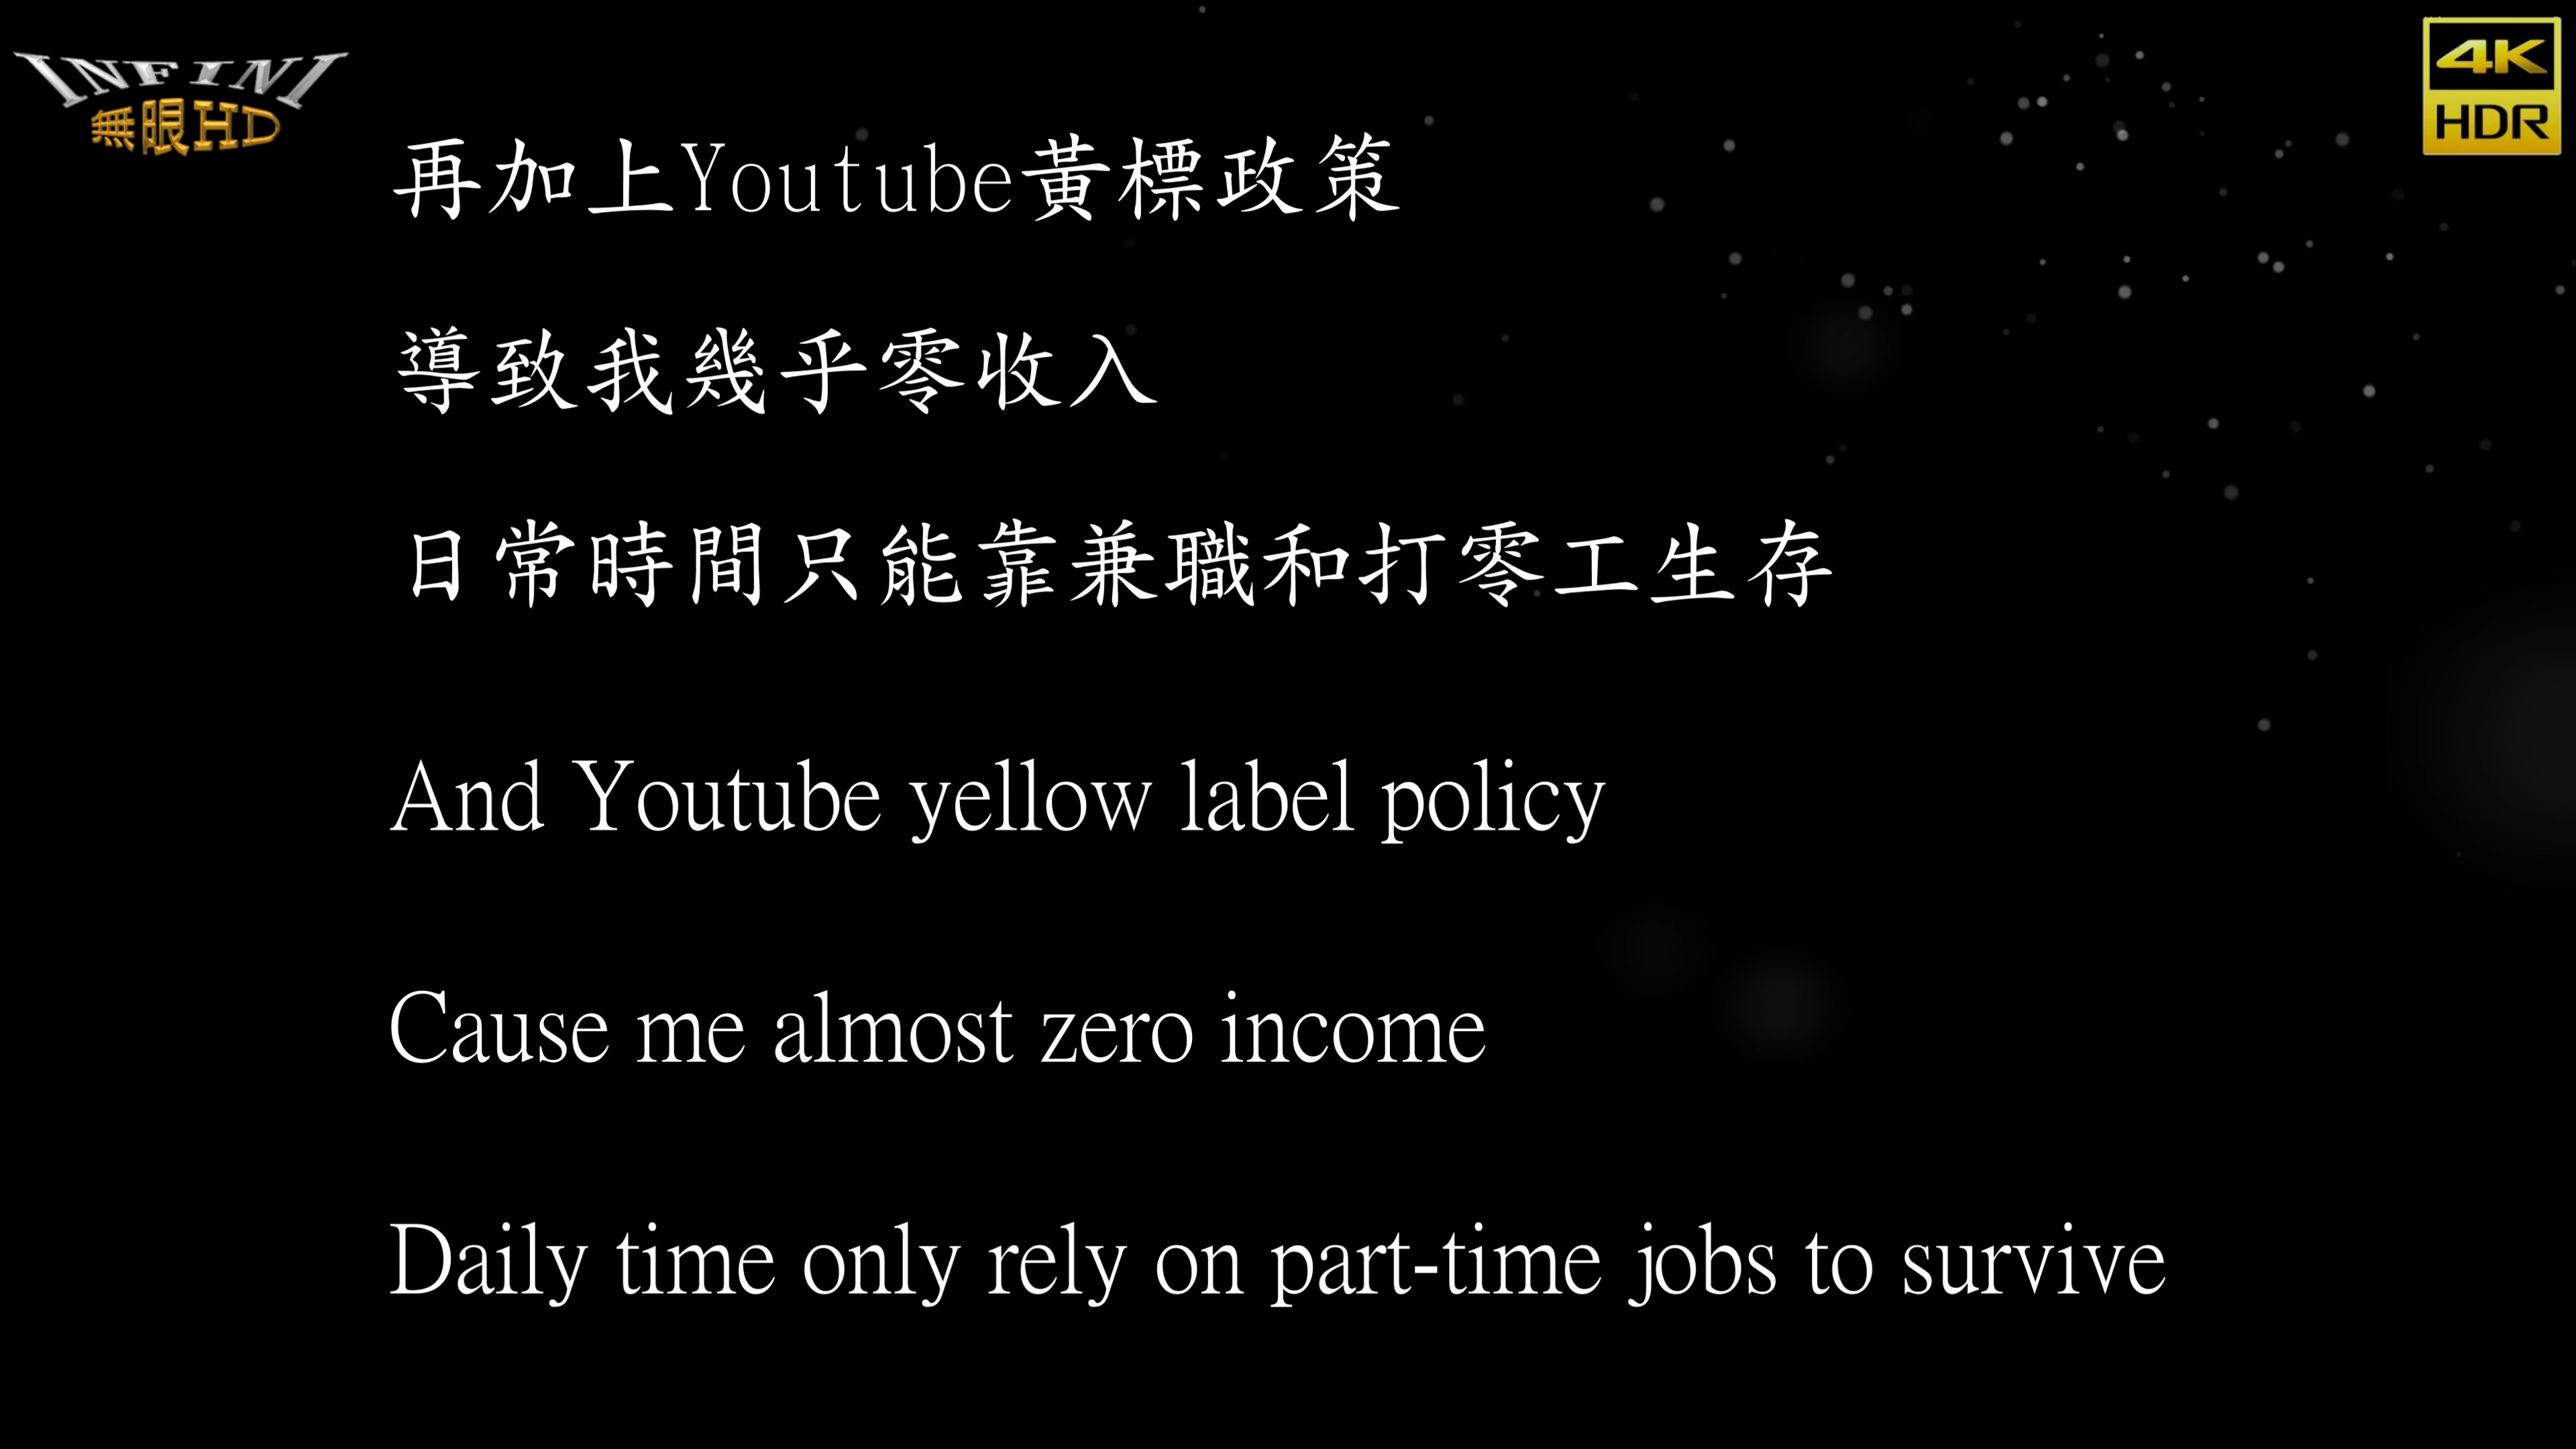 INFINI
無限HD
4K
HDR
再加上Youtube黃標政策
導致我幾乎零收入
日常時間只能靠兼職和打零工生存
And Youtube yellow label policy
Cause me almost zero income
Daily time only rely on part-time jobs to survive